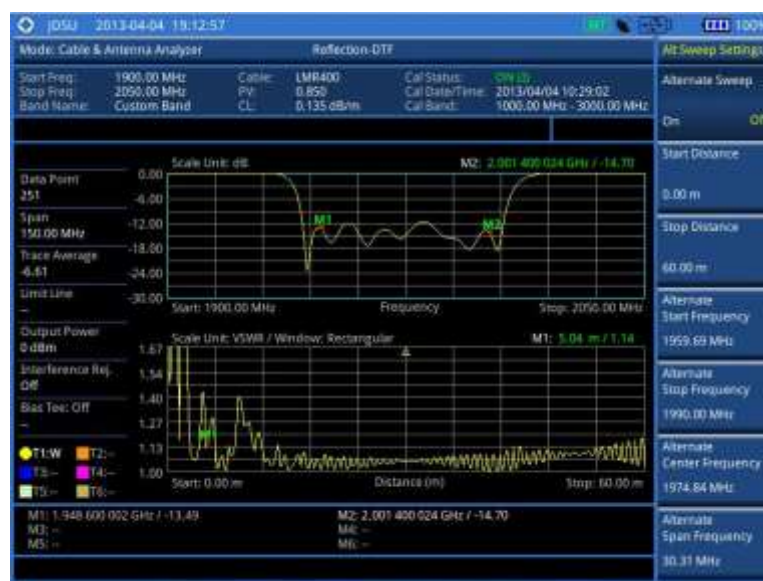 JDSU 2013-04-04 19:12:57 100%
Mode: Cable & Antenna Analyzer Reflection-DTF
Alt Sweep Settings
Start Freq: 1900.00 MHz Cable: LMR400 Cal Status: ON
Stop Freq: 2050.00 MHz PV: 0.850 Cal Date/Time: 2013/04/04 10:29:02
Band Name: Custom Band CL: 0.135 dB/m Cal Band: 1000.00 MHz - 3000.00 MHz
Alternate Sweep
On
Scale Unit: dB M2: 2.001 400 024 GHz / -14.70
0.00
-6.00
-12.00
-18.00
-24.00
-30.00
M1
M2
Start: 1900.00 MHz Frequency Stop: 2050.00 MHz
Data Point
251
Span
150.00 MHz
Trace Average
-6.61
Limit Line
--
Output Power
0 dBm
Interference Rej.
Off
Bias Tee: Off
--
T1:W T2:--
T3:-- T4:--
T5:-- T6:--
Scale Unit: VSWR / Window: Rectangular M1: 5.04 m / 1.14
1.67
1.54
1.40
1.27
1.13
1.00
M1
Start: 0.00 m Distance (m) Stop: 60.00 m
M1: 1.948 600 002 GHz / -13.49 M2: 2.001 400 024 GHz / -14.70
M3: -- M4: --
M5: -- M6: --
Start Distance
0.00 m
Stop Distance
60.00 m
Alternate
Start Frequency
1959.69 MHz
Alternate
Stop Frequency
1990.00 MHz
Alternate
Center Frequency
1974.84 MHz
Alternate
Span Frequency
30.31 MHz